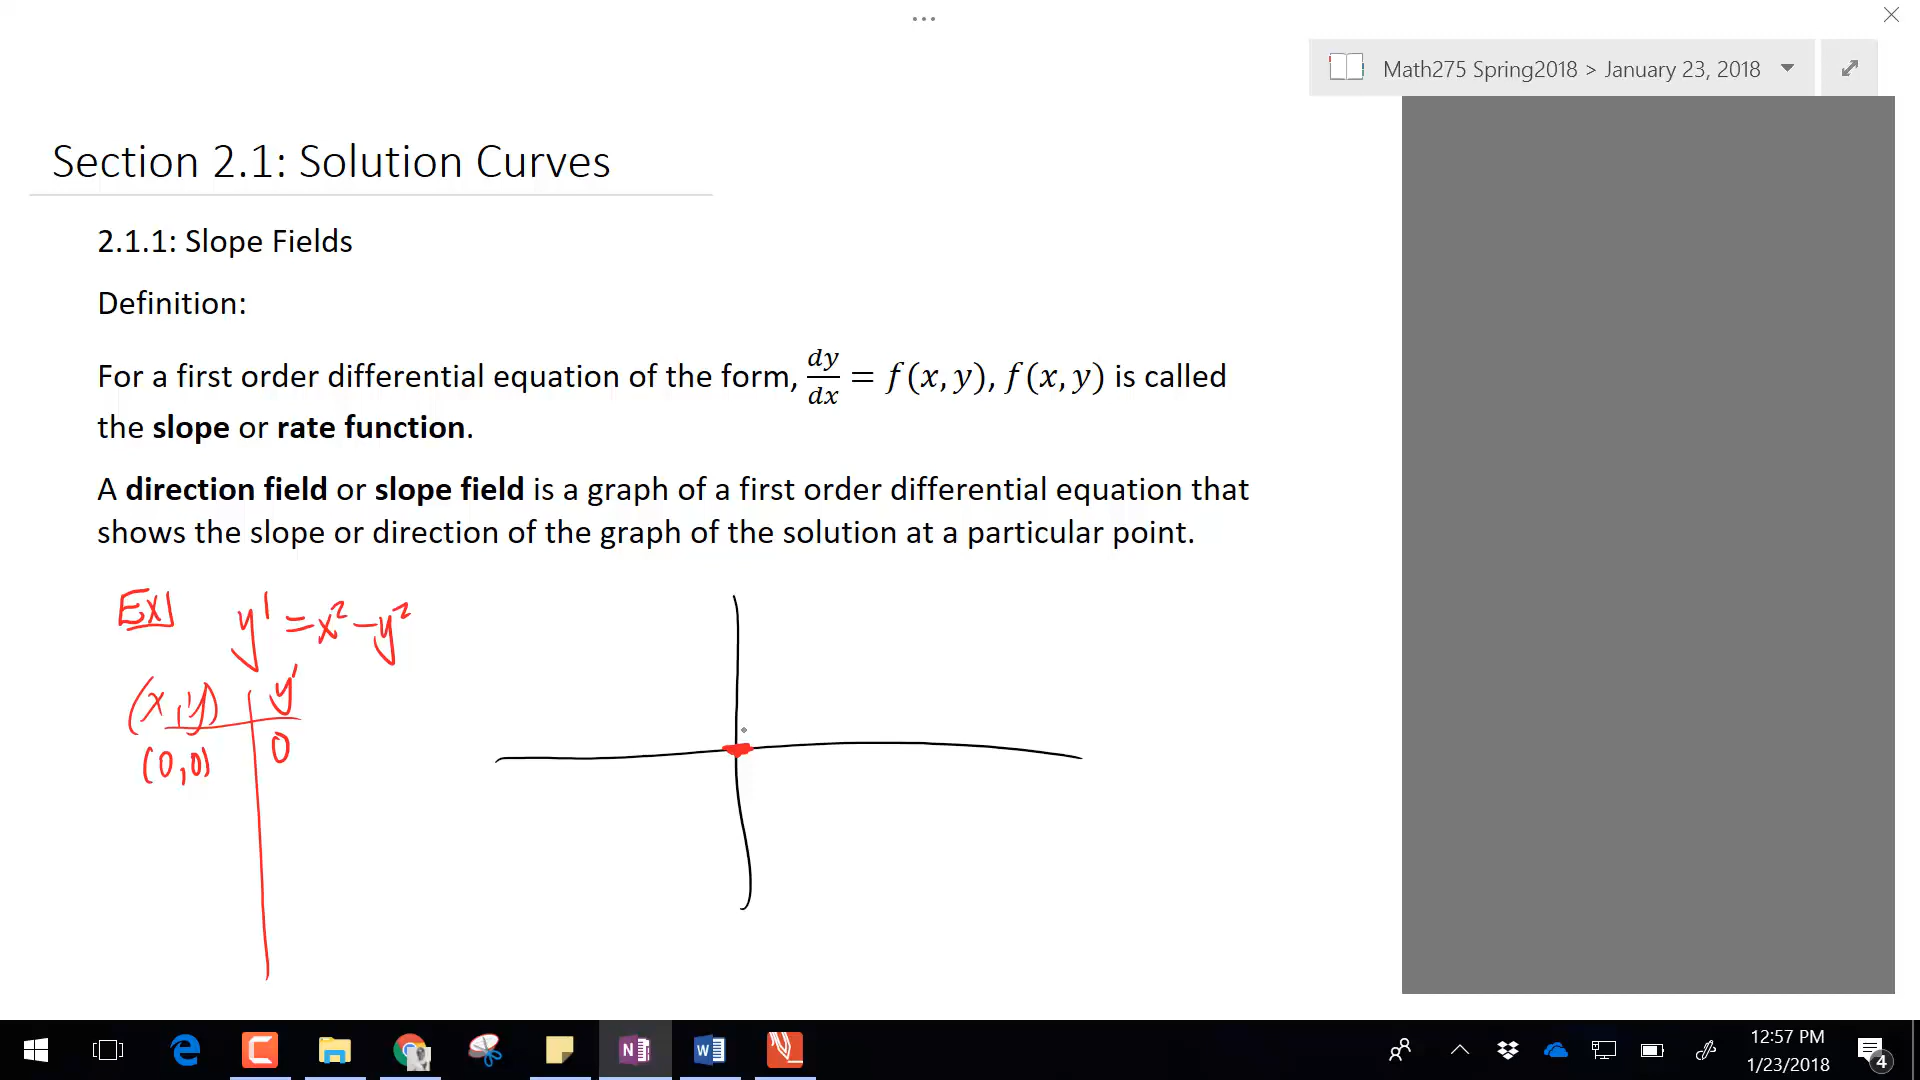 Math275 Spring2018 > January 23, 2018
Section 2.1: Solution Curves
2.1.1: Slope Fields
Definition:
For a first order differential equation of the form, dy/dx = f(x, y), f(x, y) is called
the slope or rate function.
A direction field or slope field is a graph of a first order differential equation that
shows the slope or direction of the graph of the solution at a particular point.
Ex1 y' = x² - y²
(x, y) y'
(0,0) 0
12:57 PM
1/23/2018
4